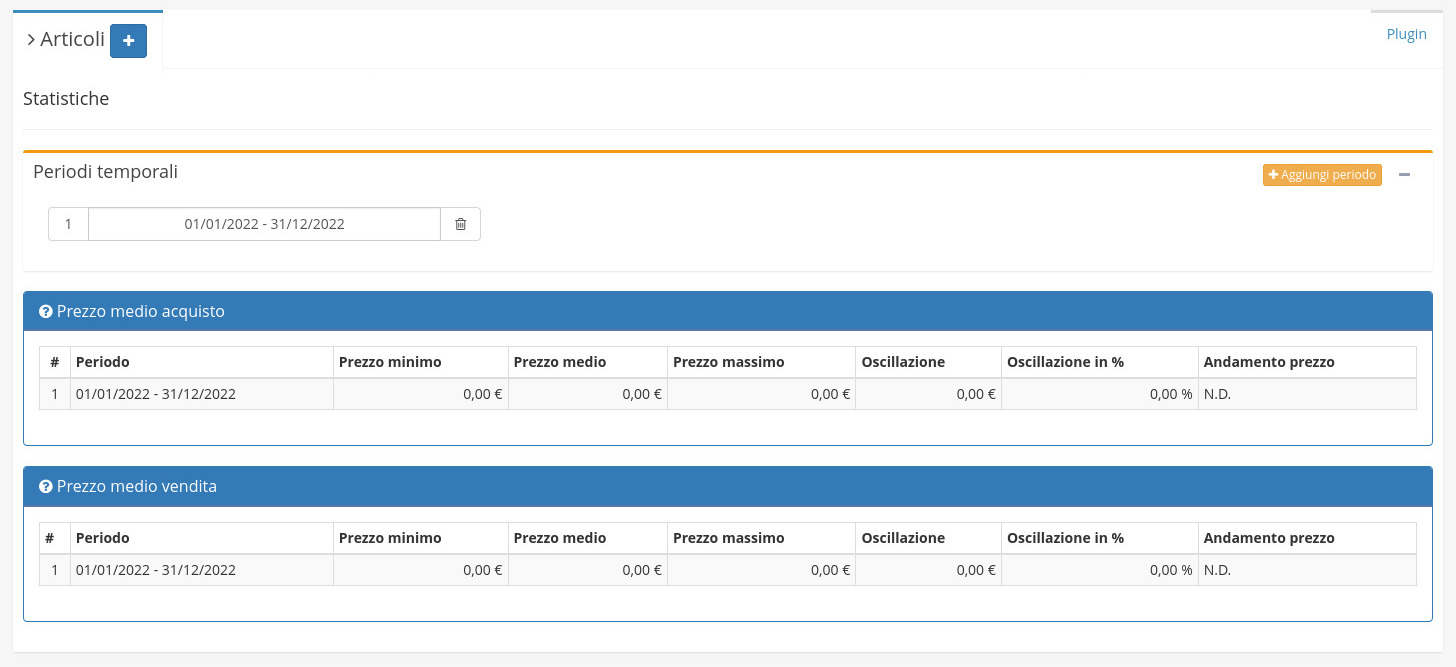 Articoli
Plugin
Statistiche
Periodi temporali
Aggiungi periodo
1 01/01/2022 - 31/12/2022
Prezzo medio acquisto
# Periodo Prezzo minimo Prezzo medio Prezzo massimo Oscillazione Oscillazione in % Andamento prezzo
1 01/01/2022 - 31/12/2022 0,00 € 0,00 € 0,00 € 0,00 € 0,00 % N.D.
Prezzo medio vendita
# Periodo Prezzo minimo Prezzo medio Prezzo massimo Oscillazione Oscillazione in % Andamento prezzo
1 01/01/2022 - 31/12/2022 0,00 € 0,00 € 0,00 € 0,00 € 0,00 % N.D.